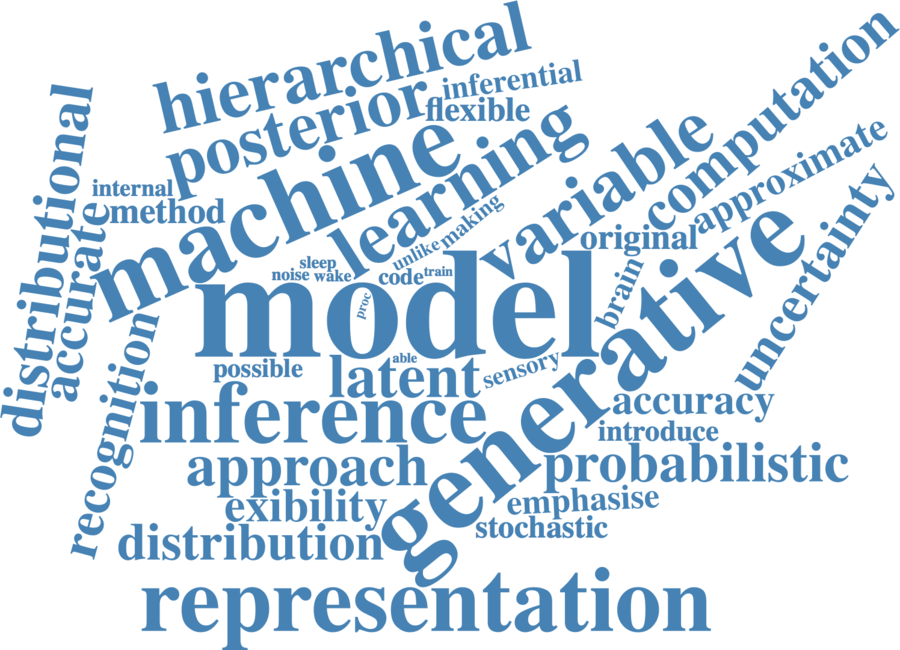 hierarchical
inferential
posterior
flexible
computation
distributional
machine
learning
variable
approximate
internal
method
accurate
making
unlike
original
uncertainty
sleep
noise wake
code
train
model
proc
brain
generative
able
possible
latent
sensory
recognition
inference
accuracy
introduce
approach
probabilistic
exibility
emphasise
stochastic
distribution
representation